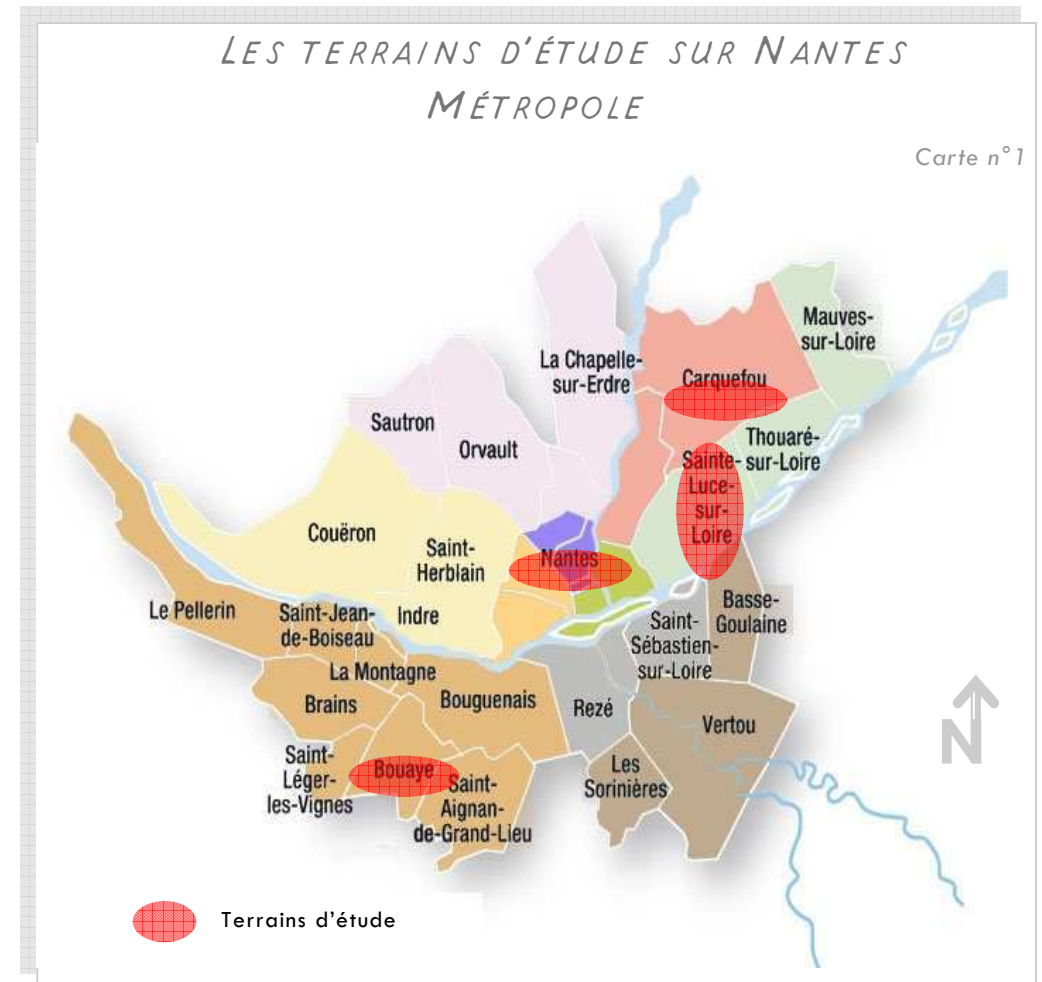 LES TERRAINS D'ÉTUDE SUR NANTES
MÉTROPOLE
Carte n°1
Mauves-
sur-Loire
La Chapelle-
sur-Erdre
Carquefou
Sautron
Orvault
Thouaré-
sur-Loire
Sainte-
Luce-
sur-
Loire
Couëron
Saint-
Herblain
Nantes
Le Pellerin
Saint-Jean-
de-Boiseau
Indre
Basse-
Goulaine
Saint-
Sébastien-
sur-Loire
La Montagne
Brains
Bouguenais
Rezé
Vertou
N
Saint-
Léger-
les-Vignes
Bouaye
Saint-
Aignan-
de-Grand-Lieu
Les
Sorinières
Terrains d'étude